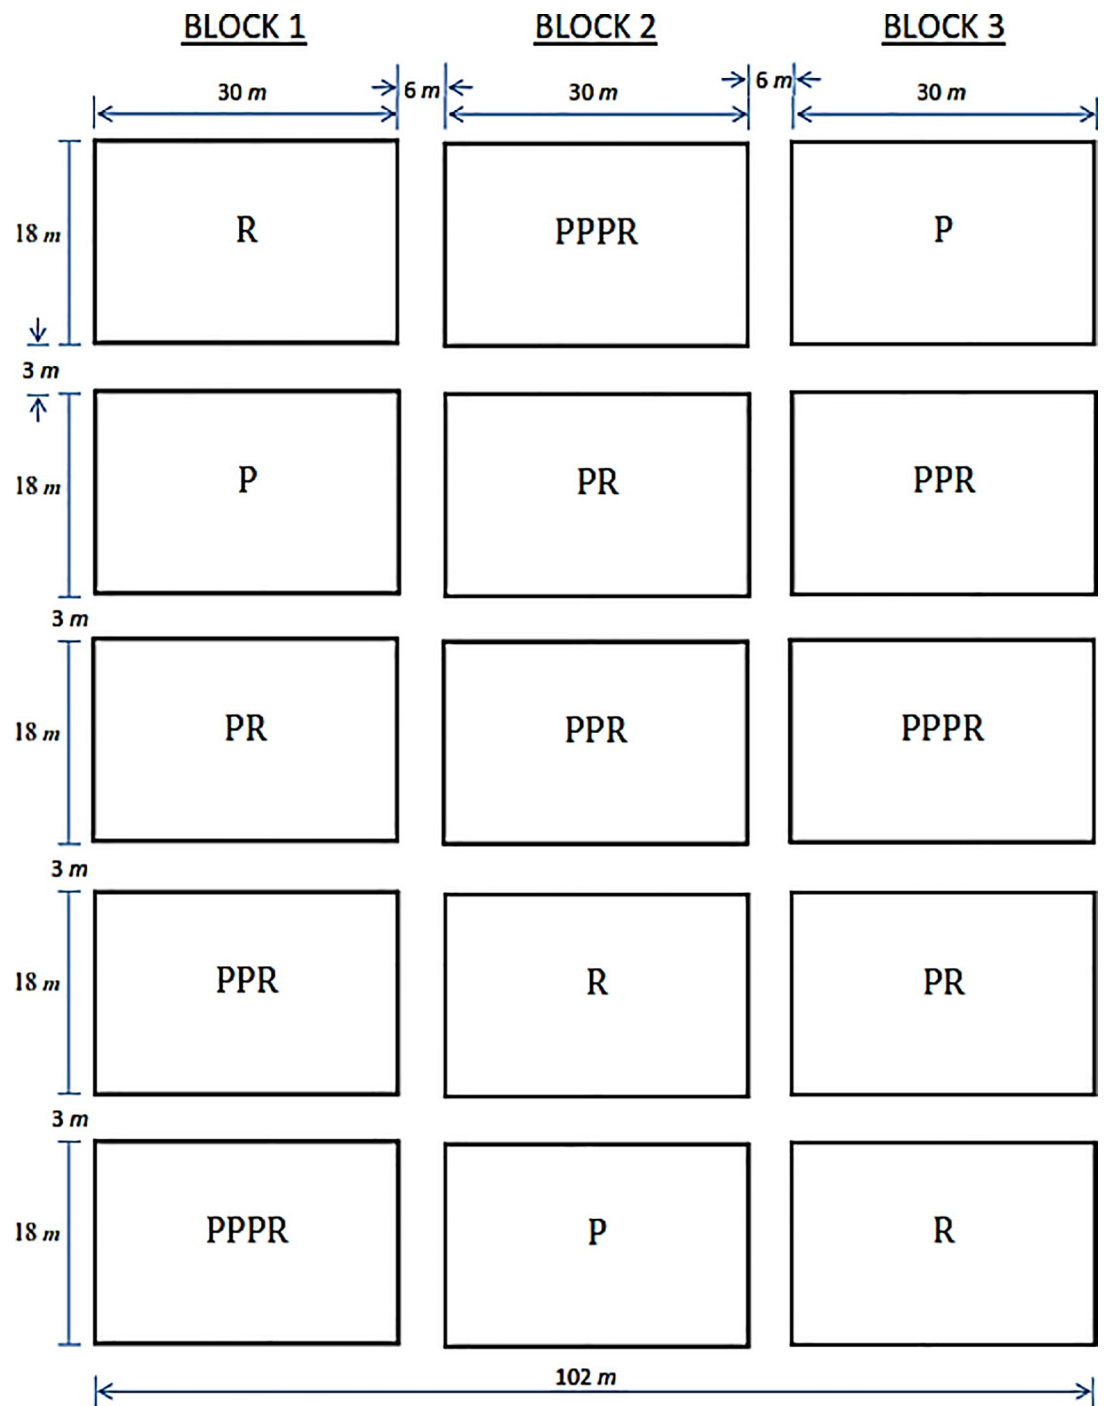 BLOCK 1 BLOCK 2 BLOCK 3
30 m 6 m 30 m 6 m 30 m
18 m R PPPR P
3 m
18 m P PR PPR
3 m
18 m PR PPR PPPR
3 m
18 m PPR R PR
3 m
18 m PPPR P R
102 m